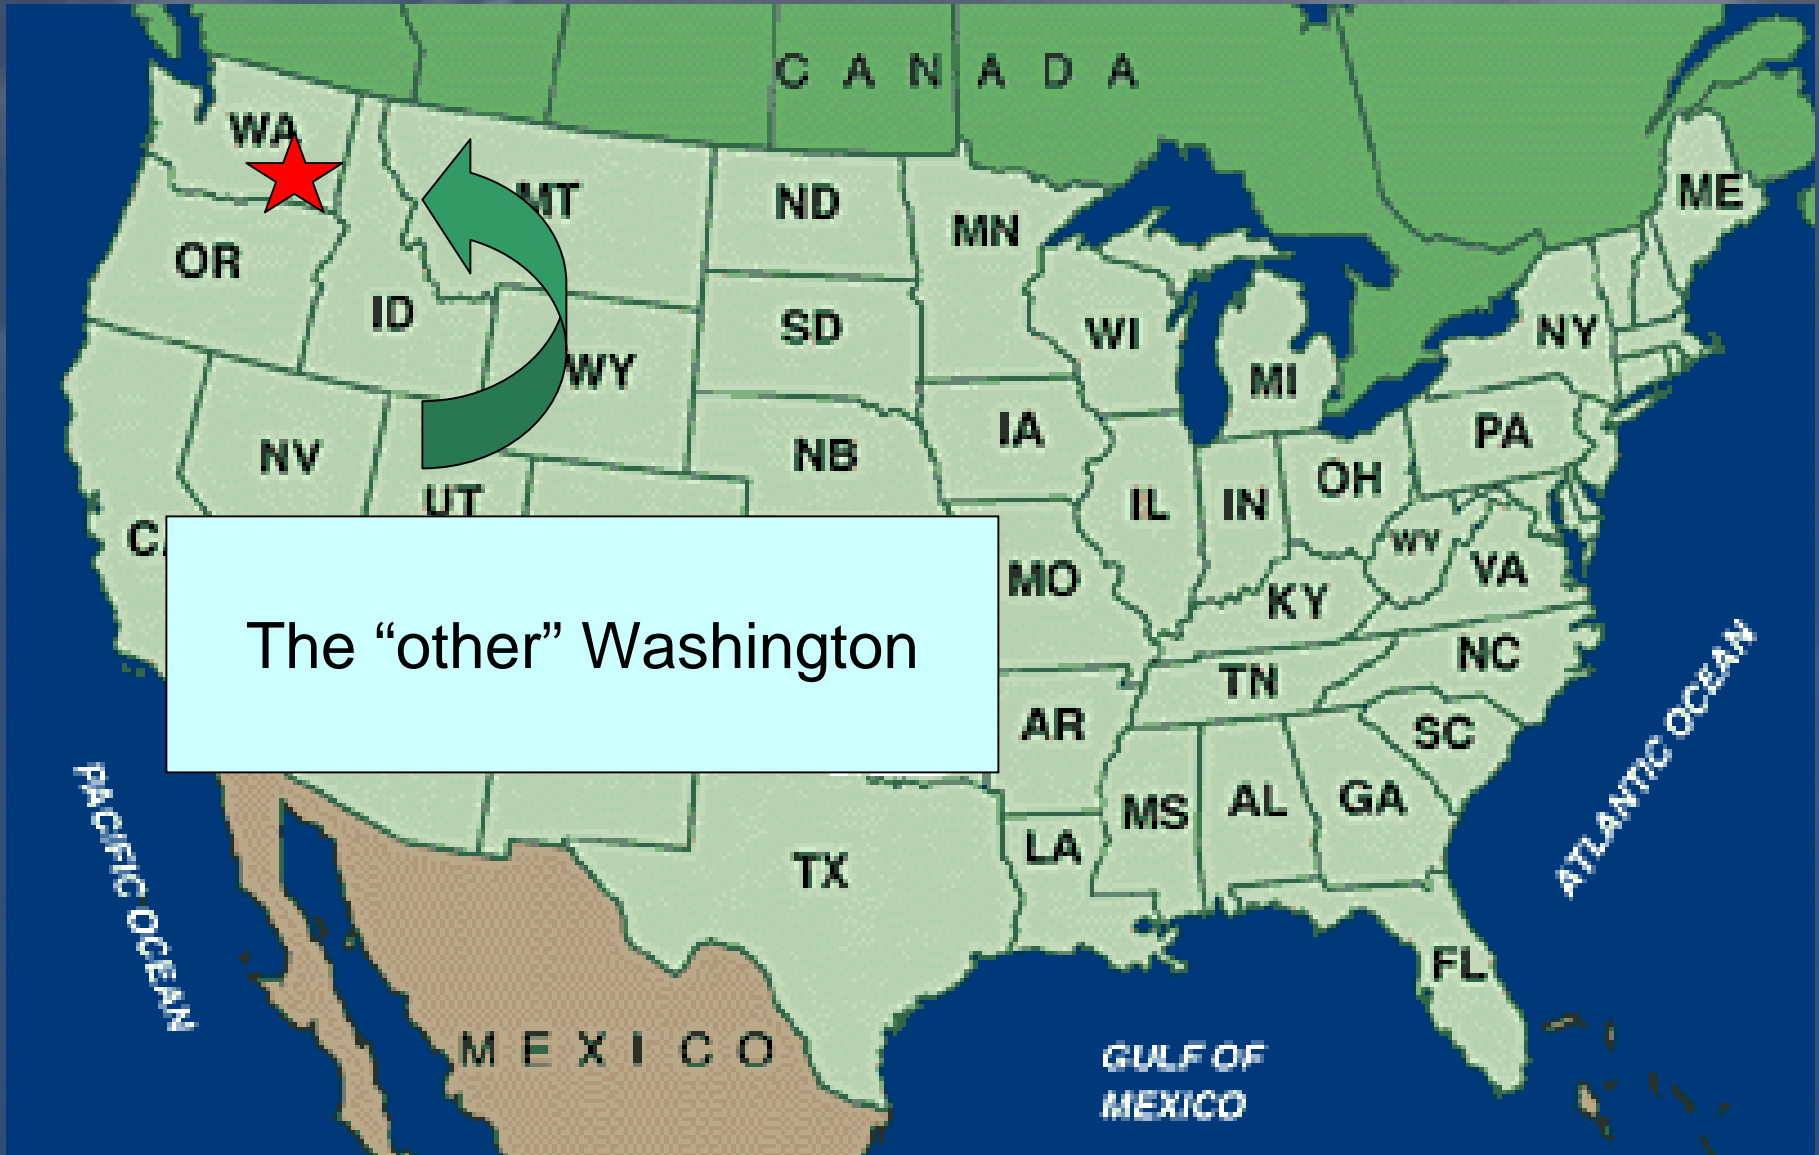 CANADA
WA
MT
ND
MN
ME
OR
ID
SD
WI
NY
WY
MI
NV
NB
IA
PA
UT
IL
IN
OH
WV
VA
MO
KY
The “other” Washington
NC
TN
AR
SC
MS
AL
GA
LA
TX
FL
PACIFIC OCEAN
ATLANTIC OCEAN
MEXICO
GULF OF
MEXICO